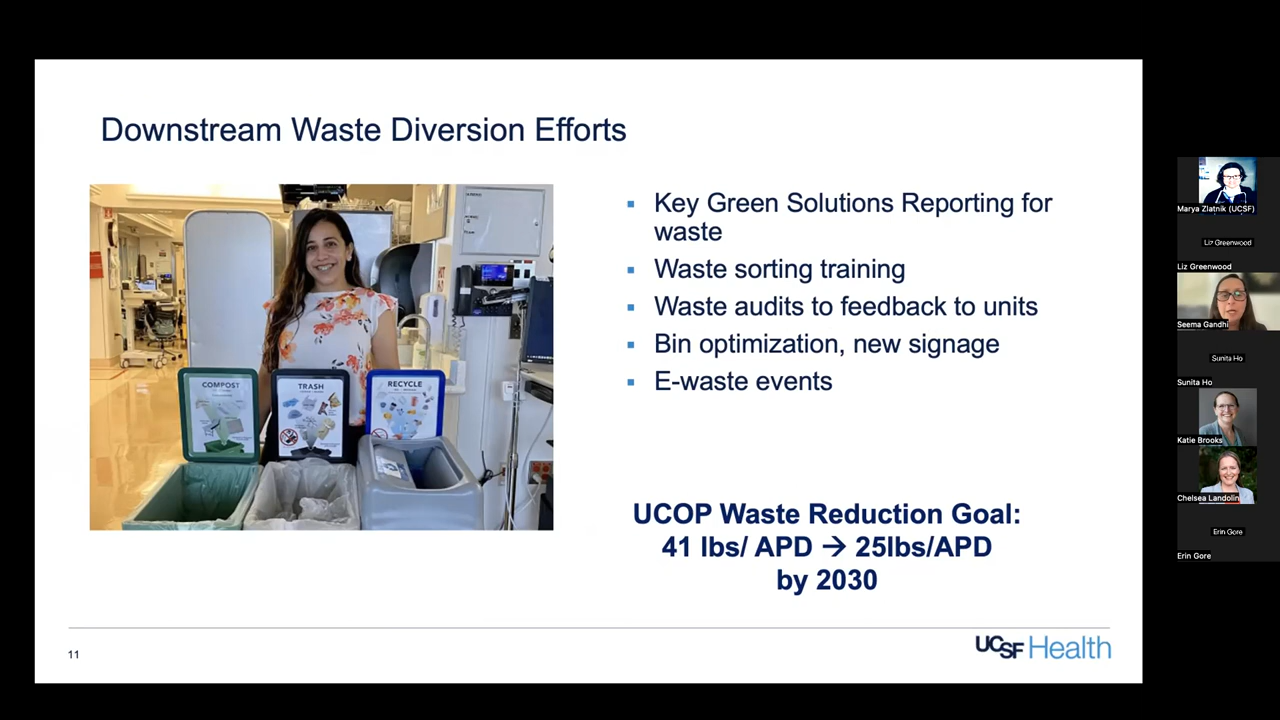 Downstream Waste Diversion Efforts
COMPOST
TRASH
RECYCLE
▪ Key Green Solutions Reporting for
waste
▪ Waste sorting training
▪ Waste audits to feedback to units
▪ Bin optimization, new signage
▪ E-waste events
UCOP Waste Reduction Goal:
41 lbs/ APD → 25lbs/APD
by 2030
11
UCSF Health
Marya Zlatnik (UCSF)
Liz Greenwood
Liz Greenwood
Seema Gandhi
Sunita Ho
Sunita Ho
Katie Brooks
Chelsea Landolin
Erin Gore
Erin Gore